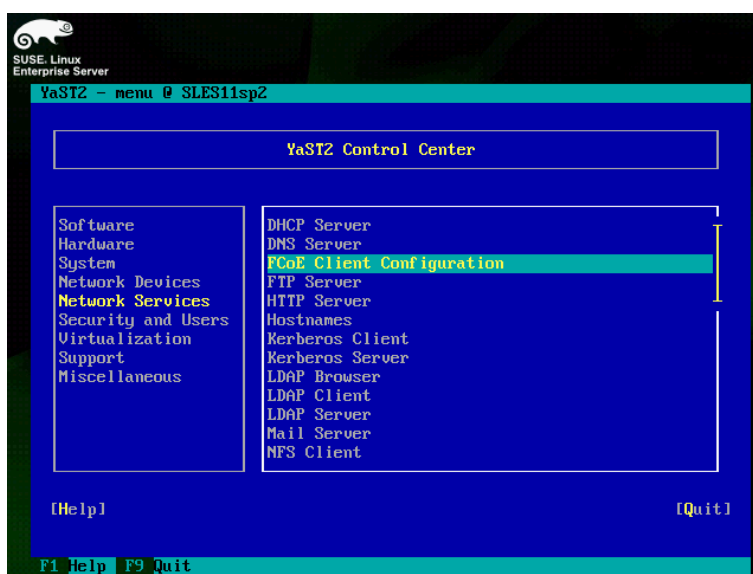 SUSE. Linux
Enterprise Server
YaST2 - menu @ SLES11sp2
YaST2 Control Center
Software
Hardware
System
Network Devices
Network Services
Security and Users
Virtualization
Support
Miscellaneous
DHCP Server
DNS Server
FCoE Client Configuration
FTP Server
HTTP Server
Hostnames
Kerberos Client
Kerberos Server
LDAP Browser
LDAP Client
LDAP Server
Mail Server
NFS Client
[Help]
[Quit]
F1 Help F9 Quit